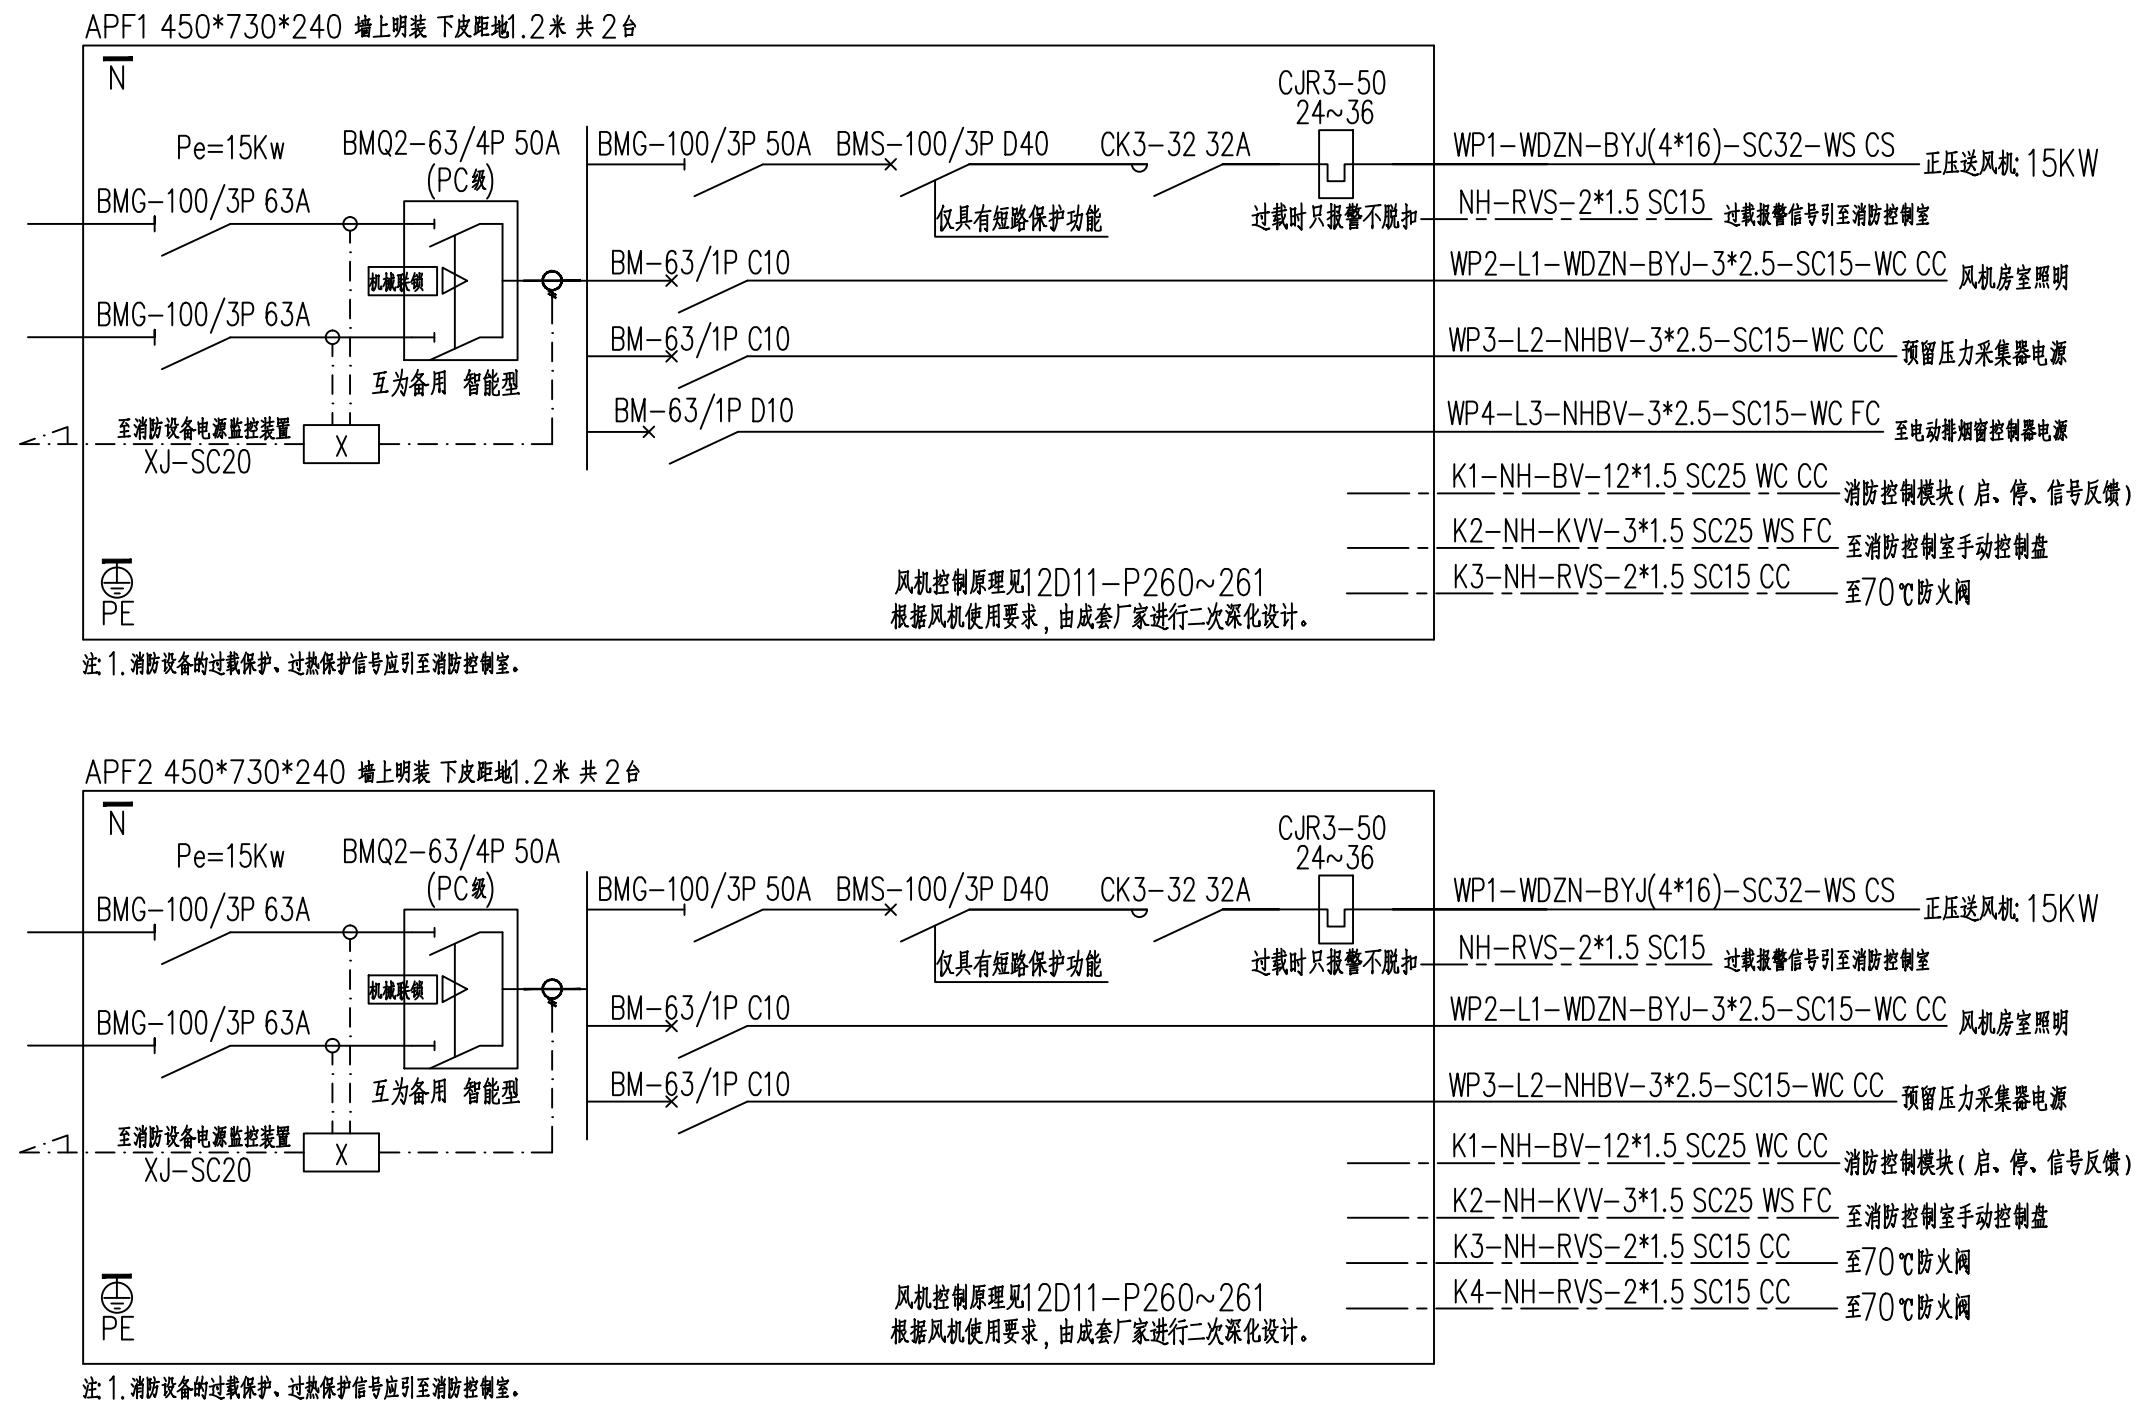 APF1 450*730*240 墙上明装 下皮距地1.2米 共 2 台
N
CJR3-50
24~36
Pe=15Kw
BMQ2-63/4P 50A
(PC级)
BMG-100/3P 50A
BMS-100/3P D40
CK3-32 32A
WP1-WDZN-BYJ(4*16)-SC32-WS CS
正压送风机: 15KW
BMG-100/3P 63A
仅具有短路保护功能
过载时只报警不脱扣
NH-RVS-2*1.5 SC15
过载报警信号引至消防控制室
机械联锁
BM-63/1P C10
WP2-L1-WDZN-BYJ-3*2.5-SC15-WC CC
风机房室照明
BMG-100/3P 63A
BM-63/1P C10
WP3-L2-NHBV-3*2.5-SC15-WC CC
预留压力采集器电源
互为备用 智能型
BM-63/1P D10
WP4-L3-NHBV-3*2.5-SC15-WC FC
至电动排烟窗控制器电源
至消防设备电源监控装置
X
XJ-SC20
K1-NH-BV-12*1.5 SC25 WC CC
消防控制模块(启、停、信号反馈)
K2-NH-KVV-3*1.5 SC25 WS FC
至消防控制室手动控制盘
K3-NH-RVS-2*1.5 SC15 CC
至70℃防火阀
风机控制原理见12D11-P260~261
根据风机使用要求,由成套厂家进行二次深化设计。
PE
注:1.消防设备的过载保护、过热保护信号应引至消防控制室。
APF2 450*730*240 墙上明装 下皮距地1.2米 共 2 台
N
CJR3-50
24~36
Pe=15Kw
BMQ2-63/4P 50A
(PC级)
BMG-100/3P 50A
BMS-100/3P D40
CK3-32 32A
WP1-WDZN-BYJ(4*16)-SC32-WS CS
正压送风机: 15KW
BMG-100/3P 63A
仅具有短路保护功能
过载时只报警不脱扣
NH-RVS-2*1.5 SC15
过载报警信号引至消防控制室
机械联锁
BM-63/1P C10
WP2-L1-WDZN-BYJ-3*2.5-SC15-WC CC
风机房室照明
BMG-100/3P 63A
BM-63/1P C10
WP3-L2-NHBV-3*2.5-SC15-WC CC
预留压力采集器电源
互为备用 智能型
至消防设备电源监控装置
X
XJ-SC20
K1-NH-BV-12*1.5 SC25 WC CC
消防控制模块(启、停、信号反馈)
K2-NH-KVV-3*1.5 SC25 WS FC
至消防控制室手动控制盘
K3-NH-RVS-2*1.5 SC15 CC
至70℃防火阀
K4-NH-RVS-2*1.5 SC15 CC
至70℃防火阀
风机控制原理见12D11-P260~261
根据风机使用要求,由成套厂家进行二次深化设计。
PE
注:1.消防设备的过载保护、过热保护信号应引至消防控制室。